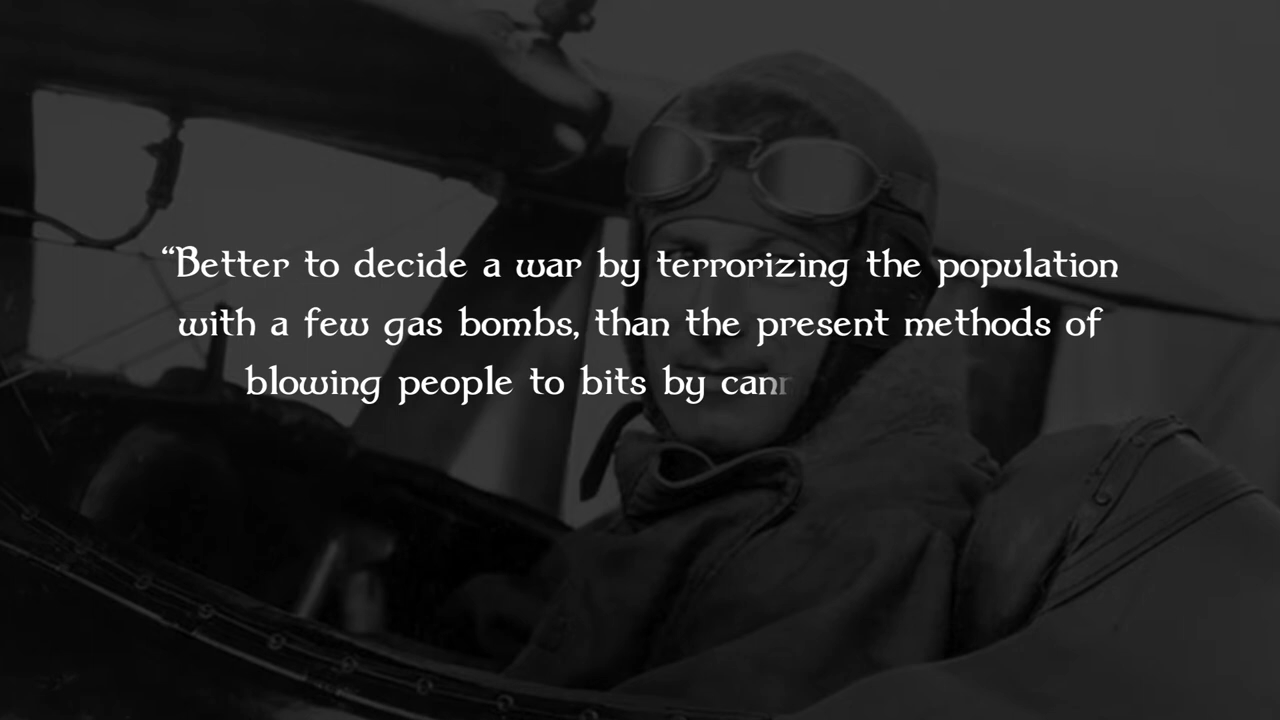 “Better to decide a war by terrorizing the population
with a few gas bombs, than the present methods of
blowing people to bits by cann